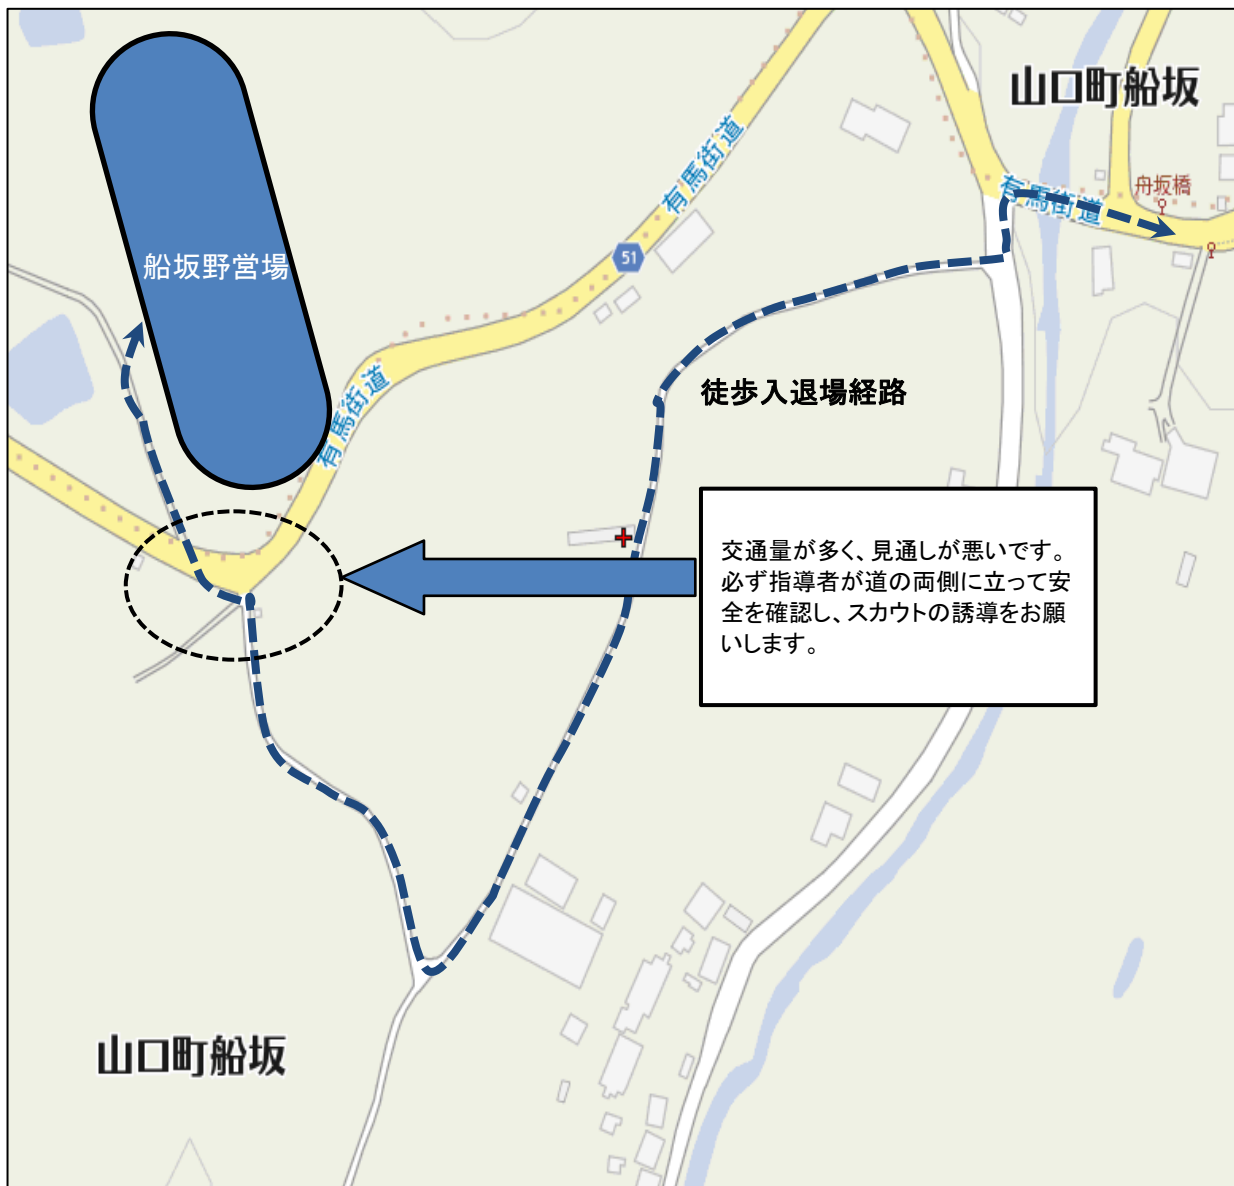 山口町船坂
有馬街道
有馬街道
舟坂橋
51
船坂野営場
有馬街道
徒歩入退場経路
交通量が多く、見通しが悪いです。
必ず指導者が道の両側に立って安
全を確認し、スカウトの誘導をお願
いします。
山口町船坂